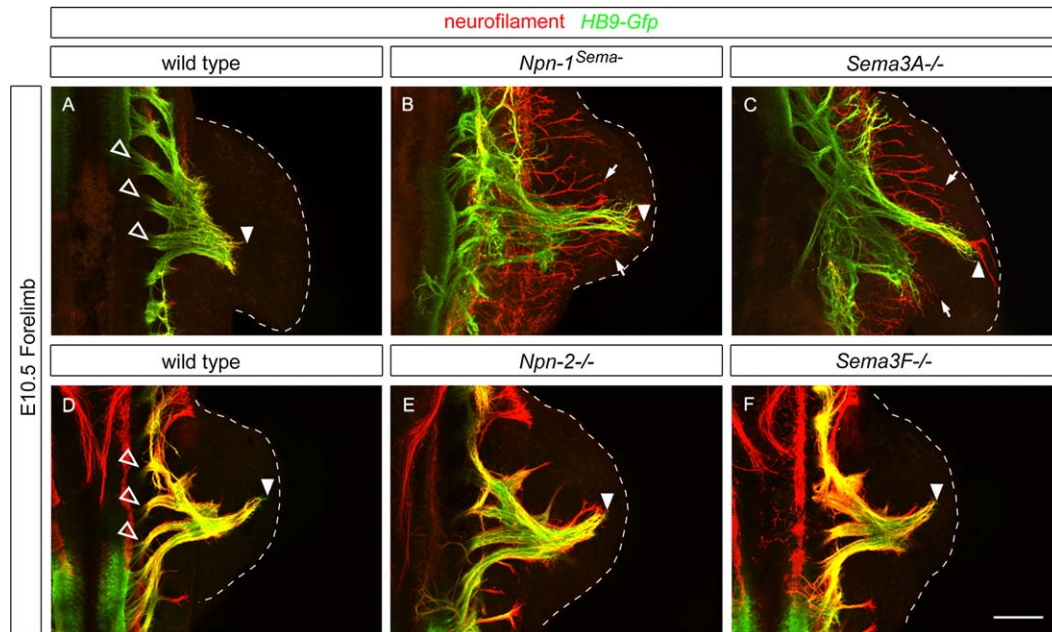 neurofilament HB9-Gfp
wild type Npn-1Sema- Sema3A-/-
E10.5 Forelimb
A B C
wild type Npn-2-/- Sema3F-/-
D E F